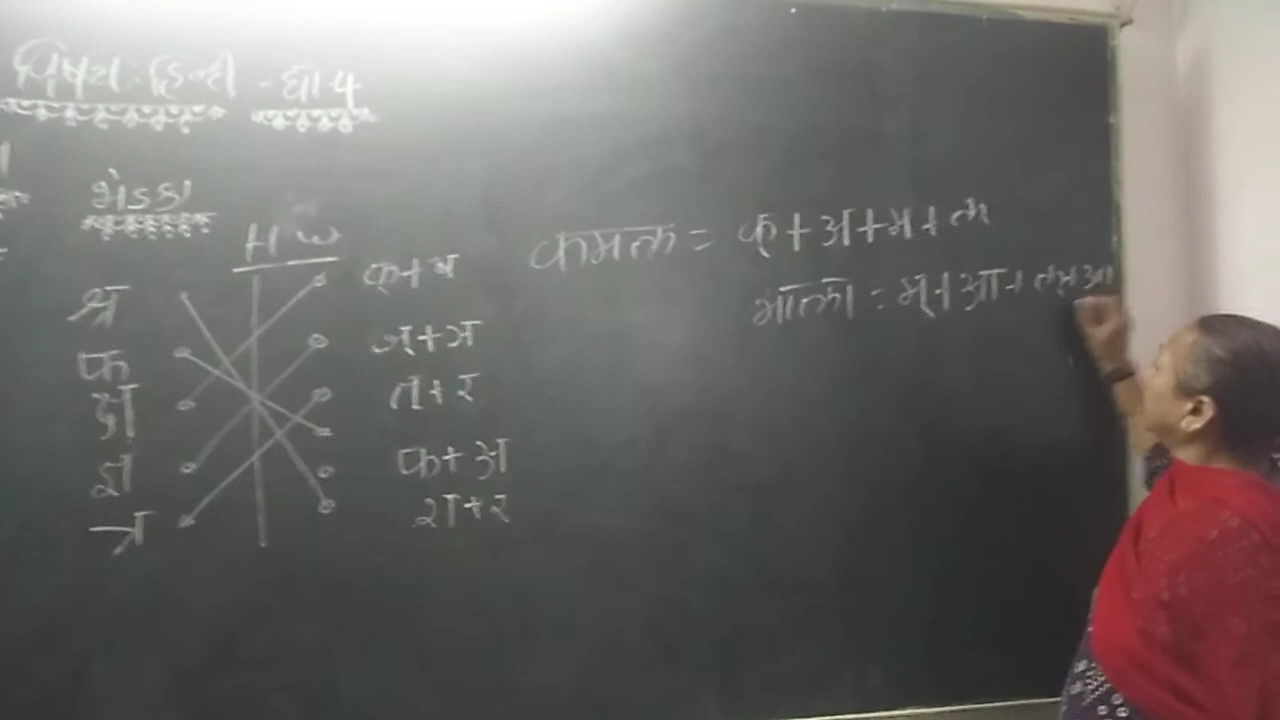 विषय : हिन्दी - धो 4
H W
श्र
क
क्ष
ज्ञ
त्र
क् + ष
ज् + ञ
त् + र
क + अ
श + र
कमल = क् + अ + म + ल
माला = म् + आ + ल + आ